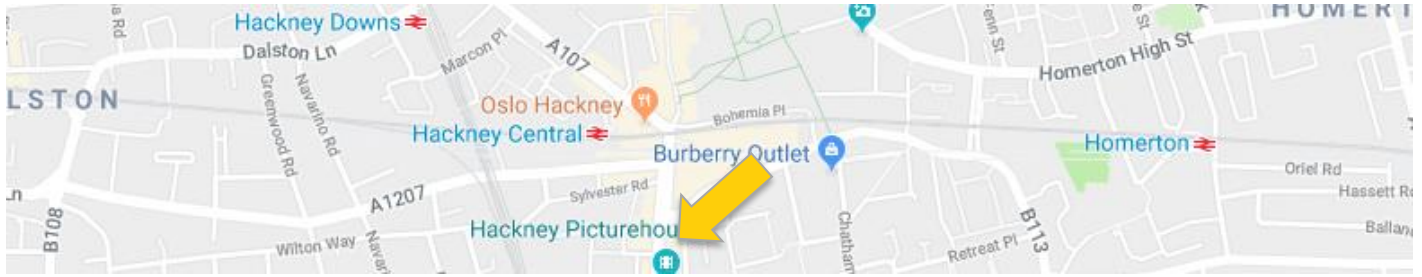 Hackney Downs
Dalston Ln
Marcon Pl
A107
HOMERT
Homerton High St
LSTON
Greenwood Rd
Navarino Rd
Oslo Hackney
Bohemia Pl
Hackney Central
Burberry Outlet
Homerton
Oriel Rd
Hassett Rd
A1207
Sylvester Rd
B108
Hackney Picturehou
Wilton Way
Chatham
Retreat Pl
B113